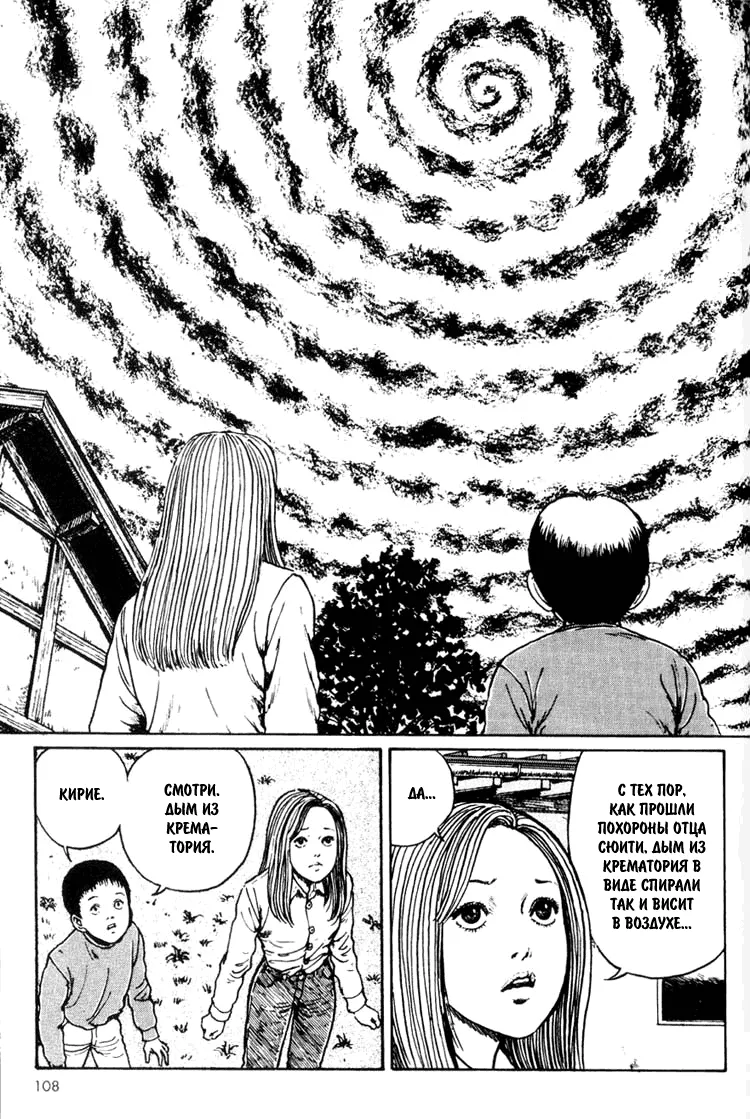 КИРИЕ.
СМОТРИ.
ДЫМ ИЗ
КРЕМА-
ТОРИЯ.
ДА...
С ТЕХ ПОР,
КАК ПРОШЛИ
ПОХОРОНЫ ОТЦА
СЮИТИ, ДЫМ ИЗ
КРЕМАТОРИЯ В
ВИДЕ СПИРАЛИ
ТАК И ВИСИТ
В ВОЗДУХЕ...
108